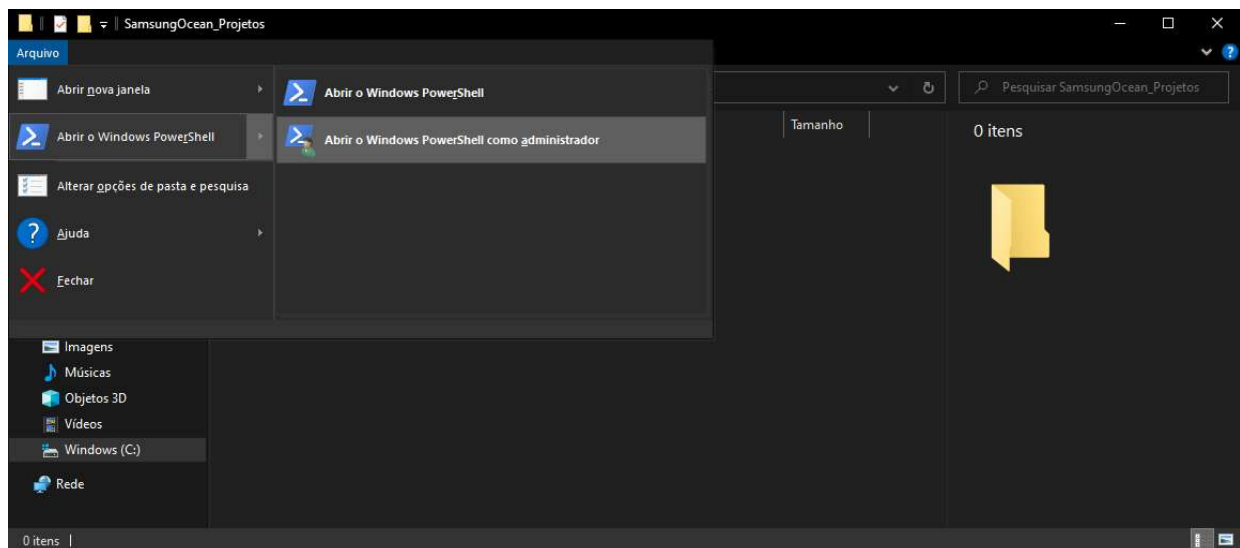 SamsungOcean_Projetos
Arquivo
Abrir nova janela
Abrir o Windows PowerShell
Alterar opções de pasta e pesquisa
Ajuda
Fechar
Abrir o Windows PowerShell
Abrir o Windows PowerShell como administrador
Pesquisar SamsungOcean_Projetos
Tamanho
0 itens
Imagens
Músicas
Objetos 3D
Vídeos
Windows (C:)
Rede
0 itens